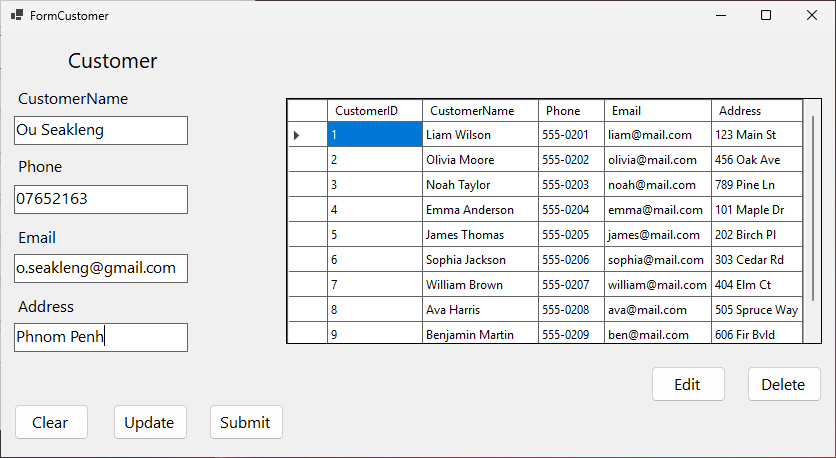 FormCustomer
Customer
CustomerName
Ou Seakleng
Phone
07652163
Email
o.seakleng@gmail.com
Address
Phnom Penh
CustomerID CustomerName Phone Email Address
1 Liam Wilson 555-0201 liam@mail.com 123 Main St
2 Olivia Moore 555-0202 olivia@mail.com 456 Oak Ave
3 Noah Taylor 555-0203 noah@mail.com 789 Pine Ln
4 Emma Anderson 555-0204 emma@mail.com 101 Maple Dr
5 James Thomas 555-0205 james@mail.com 202 Birch Pl
6 Sophia Jackson 555-0206 sophia@mail.com 303 Cedar Rd
7 William Brown 555-0207 william@mail.com 404 Elm Ct
8 Ava Harris 555-0208 ava@mail.com 505 Spruce Way
9 Benjamin Martin 555-0209 ben@mail.com 606 Fir Bvld
Edit Delete
Clear Update Submit